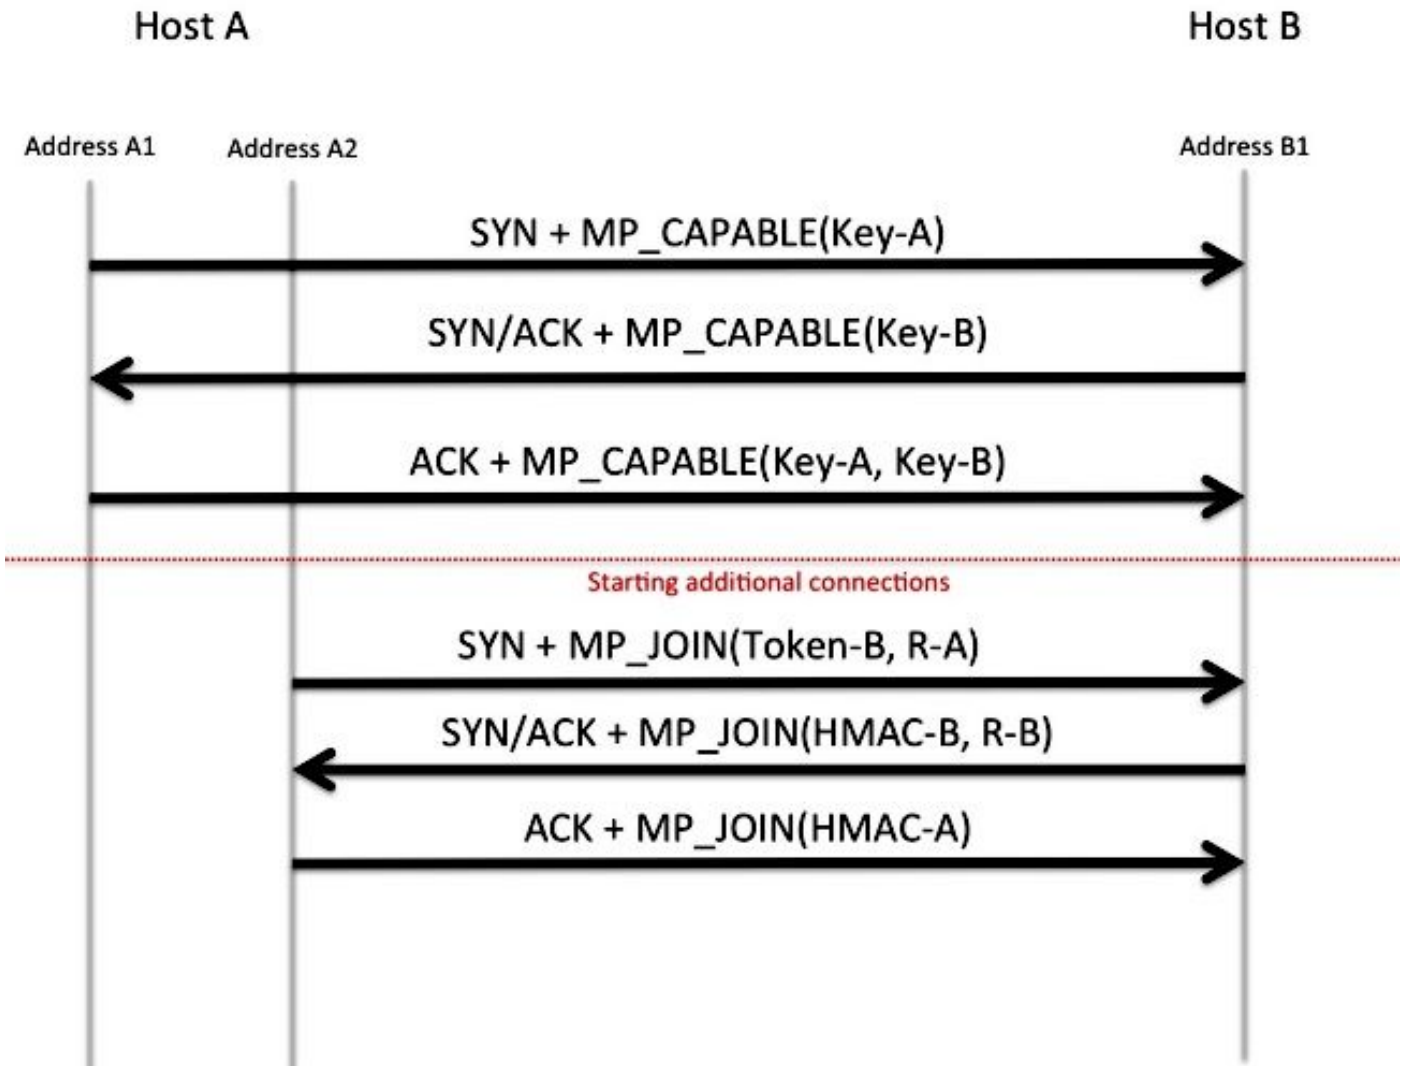 Host A
Host B
Address A1
Address A2
Address B1
SYN + MP_CAPABLE(Key-A)
SYN/ACK + MP_CAPABLE(Key-B)
ACK + MP_CAPABLE(Key-A, Key-B)
Starting additional connections
SYN + MP_JOIN(Token-B, R-A)
SYN/ACK + MP_JOIN(HMAC-B, R-B)
ACK + MP_JOIN(HMAC-A)